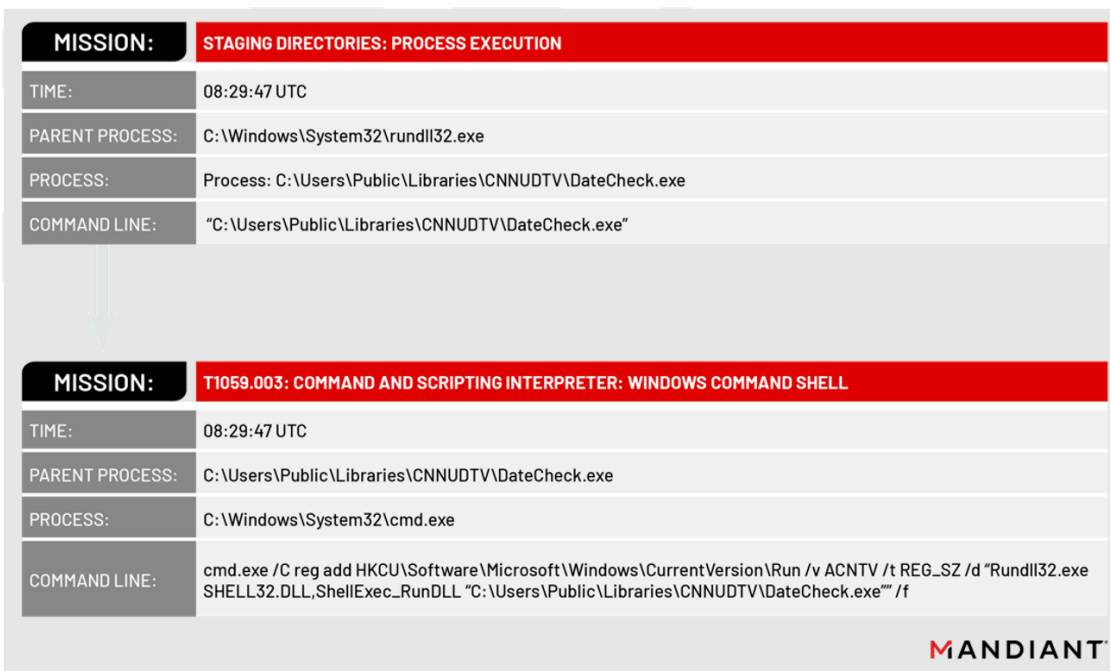 MISSION: STAGING DIRECTORIES: PROCESS EXECUTION
TIME: 08:29:47 UTC
PARENT PROCESS: C:\Windows\System32\rundll32.exe
PROCESS: Process: C:\Users\Public\Libraries\CNNUDTV\DateCheck.exe
COMMAND LINE: “C:\Users\Public\Libraries\CNNUDTV\DateCheck.exe”
MISSION: T1059.003: COMMAND AND SCRIPTING INTERPRETER: WINDOWS COMMAND SHELL
TIME: 08:29:47 UTC
PARENT PROCESS: C:\Users\Public\Libraries\CNNUDTV\DateCheck.exe
PROCESS: C:\Windows\System32\cmd.exe
COMMAND LINE: cmd.exe /C reg add HKCU\Software\Microsoft\Windows\CurrentVersion\Run /v ACNTV /t REG_SZ /d “Rundll32.exe
SHELL32.DLL,ShellExec_RunDLL “C:\Users\Public\Libraries\CNNUDTV\DateCheck.exe”” /f
MANDIANT